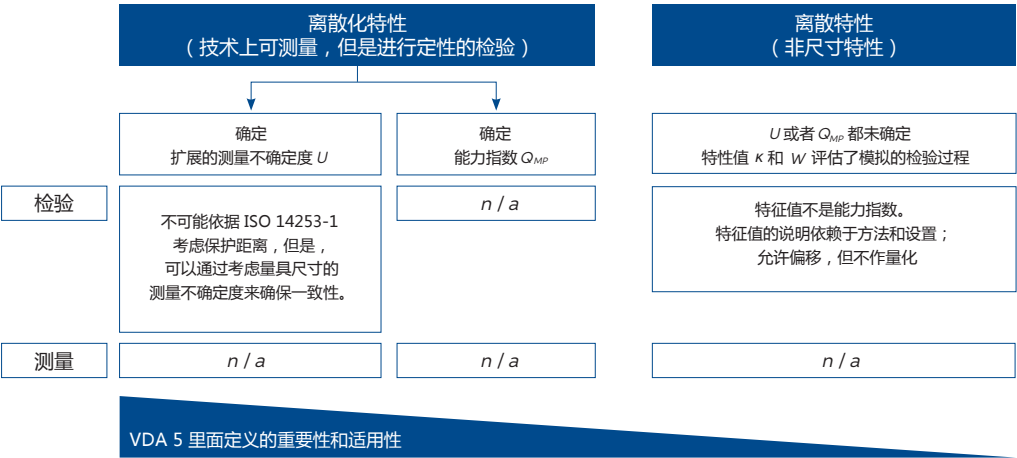 离散化特性
（技术上可测量，但是进行定性的检验）
离散特性
（非尺寸特性）
确定
扩展的测量不确定度 U
确定
能力指数 QMP
U 或者 QMP 都未确定
特性值 κ 和 W 评估了模拟的检验过程
检验
不可能依据 ISO 14253-1
考虑保护距离，但是，
可以通过考虑量具尺寸的
测量不确定度来确保一致性。
n / a
特征值不是能力指数。
特征值的说明依赖于方法和设置；
允许偏移，但不作量化
测量
n / a
n / a
n / a
VDA 5 里面定义的重要性和适用性